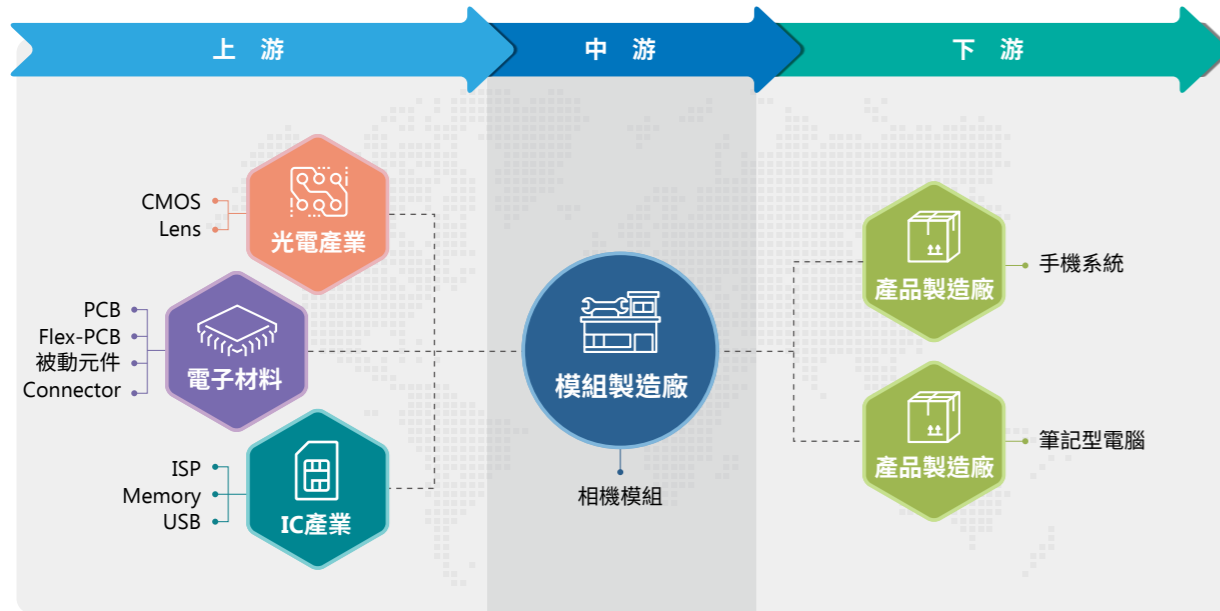 上 游
中 游
下 游
CMOS
Lens
光電產業
PCB
Flex-PCB
被動元件
Connector
電子材料
ISP
Memory
USB
IC產業
模組製造廠
相機模組
產品製造廠
手機系統
產品製造廠
筆記型電腦